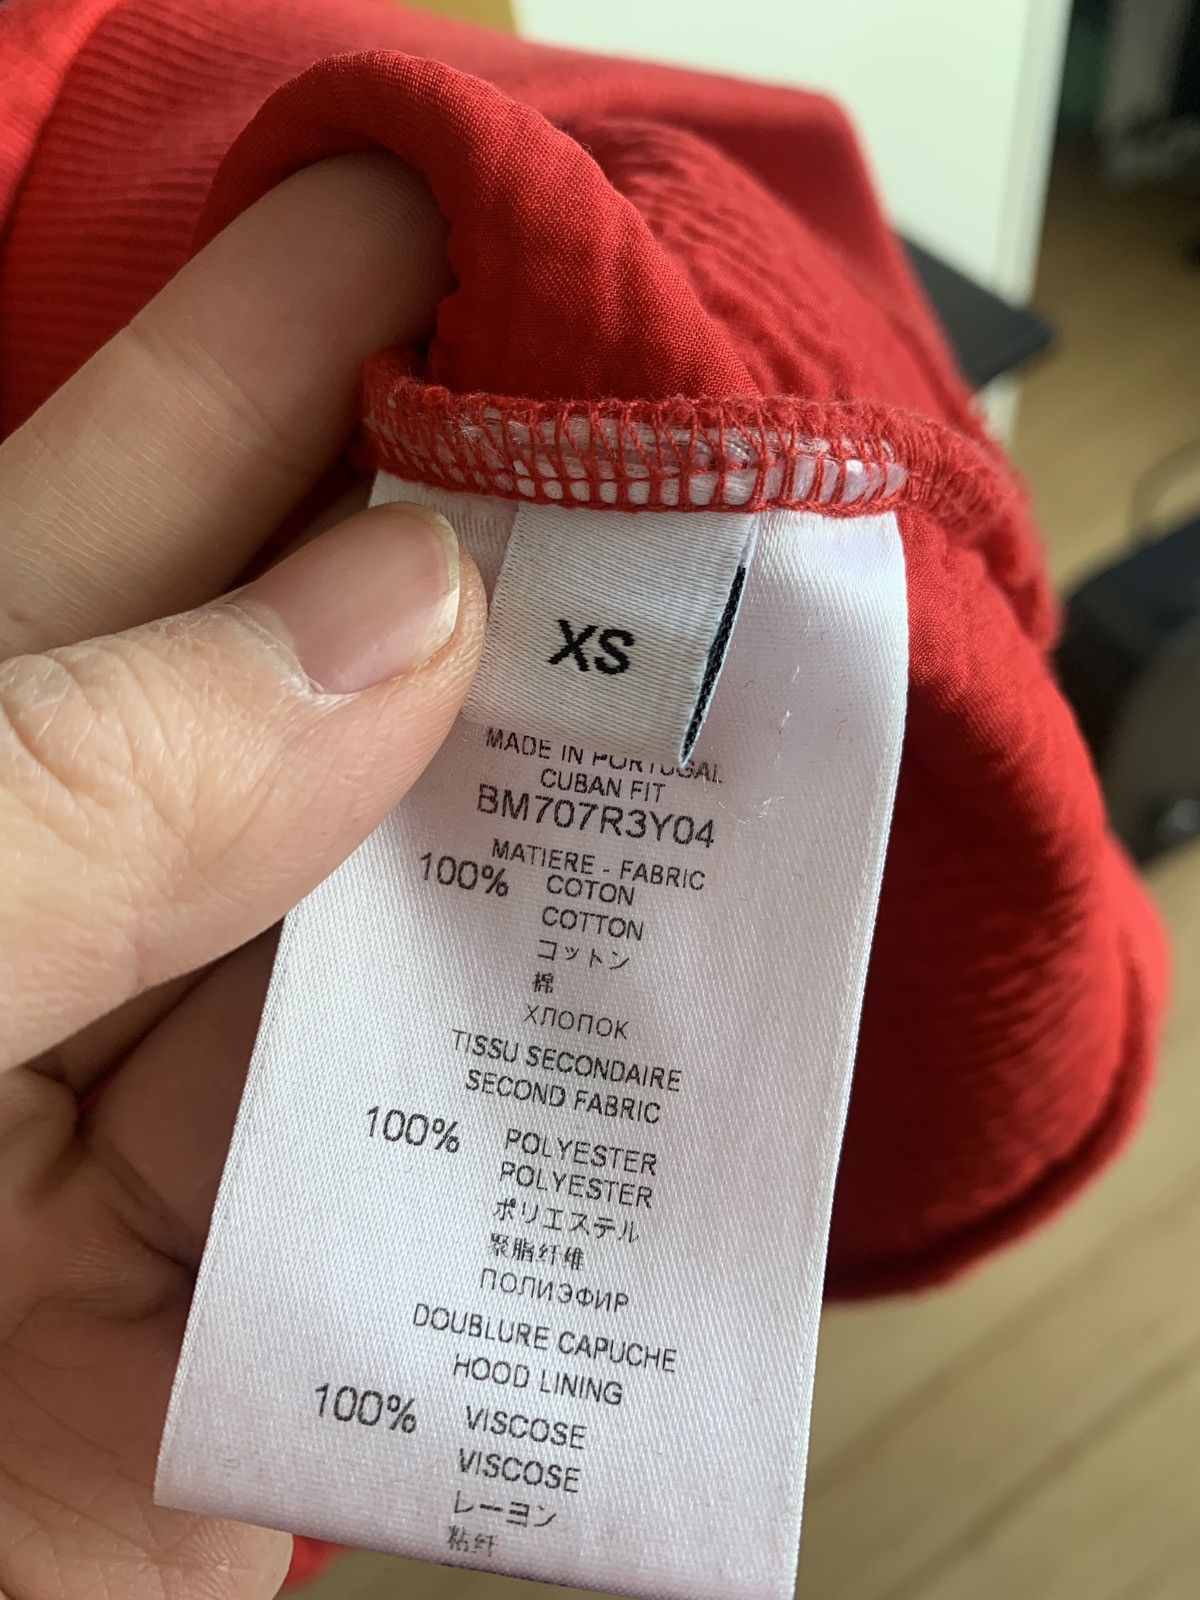 XS
MADE IN PORTUGAL
CUBAN FIT
BM707R3Y04
MATIERE - FABRIC
100% COTON
COTTON
コットン
棉
ХЛОПОК
TISSU SECONDAIRE
SECOND FABRIC
100% POLYESTER
POLYESTER
ポリエステル
聚脂纤维
ПОЛИЭФИР
DOUBLURE CAPUCHE
HOOD LINING
100% VISCOSE
VISCOSE
レーヨン
粘纤